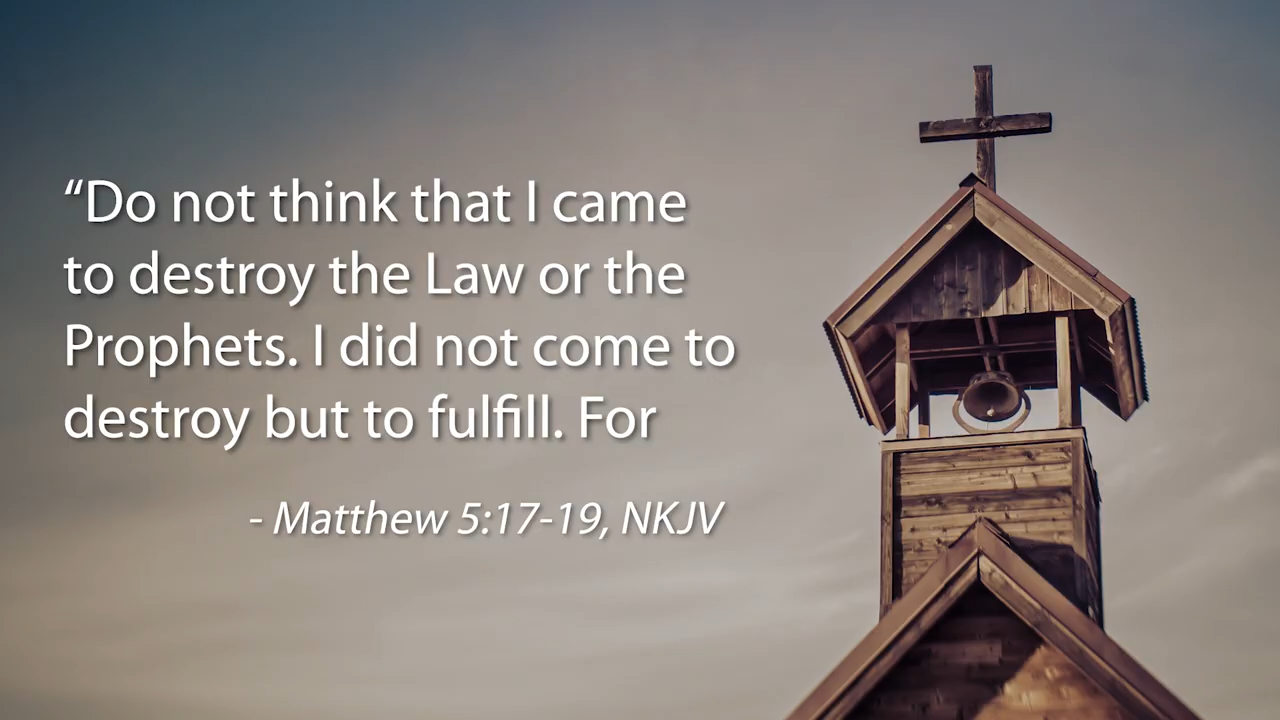 “Do not think that I came
to destroy the Law or the
Prophets. I did not come to
destroy but to fulfill. For
- Matthew 5:17-19, NKJV